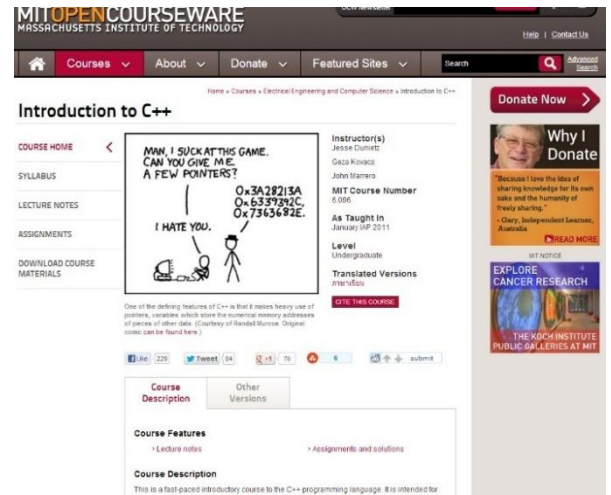 MITOPENCOURSEWARE
MASSACHUSETTS INSTITUTE OF TECHNOLOGY
OCW Newsletter
Help | Contact Us
Courses
About
Donate
Featured Sites
Search
Advanced
Search
Home » Courses » Electrical Engineering and Computer Science » Introduction to C++
Introduction to C++
COURSE HOME
SYLLABUS
LECTURE NOTES
ASSIGNMENTS
DOWNLOAD COURSE
MATERIALS
MAN, I SUCK AT THIS GAME.
CAN YOU GIVE ME
A FEW POINTERS?
0x3A28213A
0x6339392C,
0x7363682E.
I HATE YOU.
One of the defining features of C++ is that it makes heavy use of
pointers, variables which store the numerical memory addresses
of pieces of other data. (Courtesy of Randall Munroe. Original
comic can be found here.)
Instructor(s)
Jesse Dunietz
Geza Kovacs
John Marrero
MIT Course Number
6.096
As Taught In
January IAP 2011
Level
Undergraduate
Translated Versions
ภาษาไทย
CITE THIS COURSE
Like 229
Tweet 84
+1 76
6
submit
Course
Description
Other
Versions
Course Features
Lecture notes
Assignments and solutions
Course Description
This is a fast-paced introductory course to the C++ programming language. It is intended for
Donate Now
Why I
Donate
"Because I love the idea of
sharing knowledge for its own
sake and the humanity of
freely sharing."
- Gary, Independent Learner,
Australia
READ MORE
MIT NOTICE
EXPLORE
CANCER RESEARCH
THE KOCH INSTITUTE
PUBLIC GALLERIES AT MIT